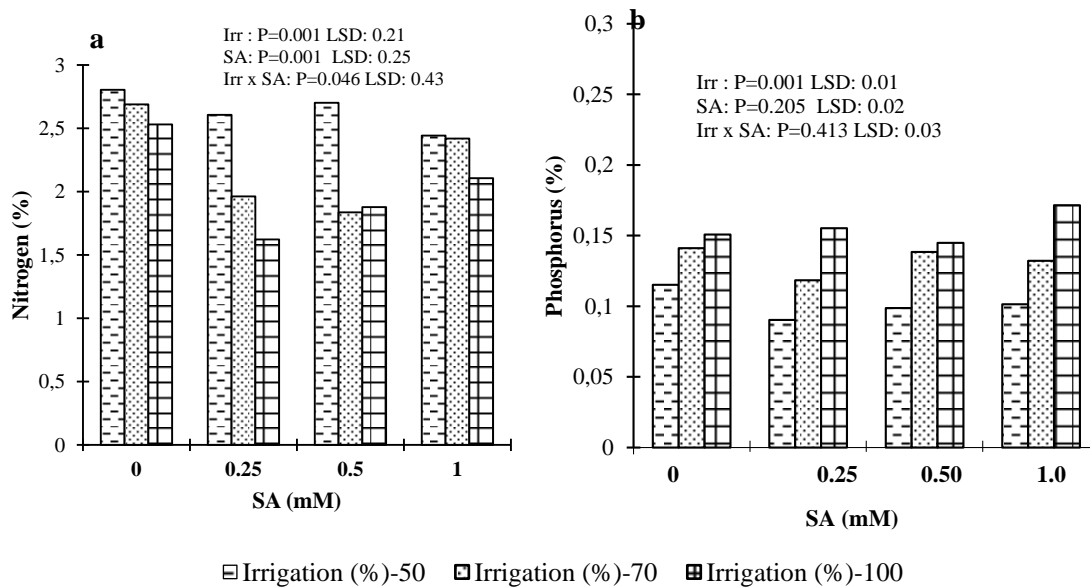 a
Irr : P=0.001 LSD: 0.21
SA: P=0.001 LSD: 0.25
Irr x SA: P=0.046 LSD: 0.43
3
2,5
2
1,5
1
0,5
0
Nitrogen (%)
0 0.25 0.5 1
SA (mM)
b
Irr : P=0.001 LSD: 0.01
SA: P=0.205 LSD: 0.02
Irr x SA: P=0.413 LSD: 0.03
0,3
0,25
0,2
0,15
0,1
0,05
0
Phosphorus (%)
0 0.25 0.50 1.0
SA (mM)
Irrigation (%)-50 Irrigation (%)-70 Irrigation (%)-100